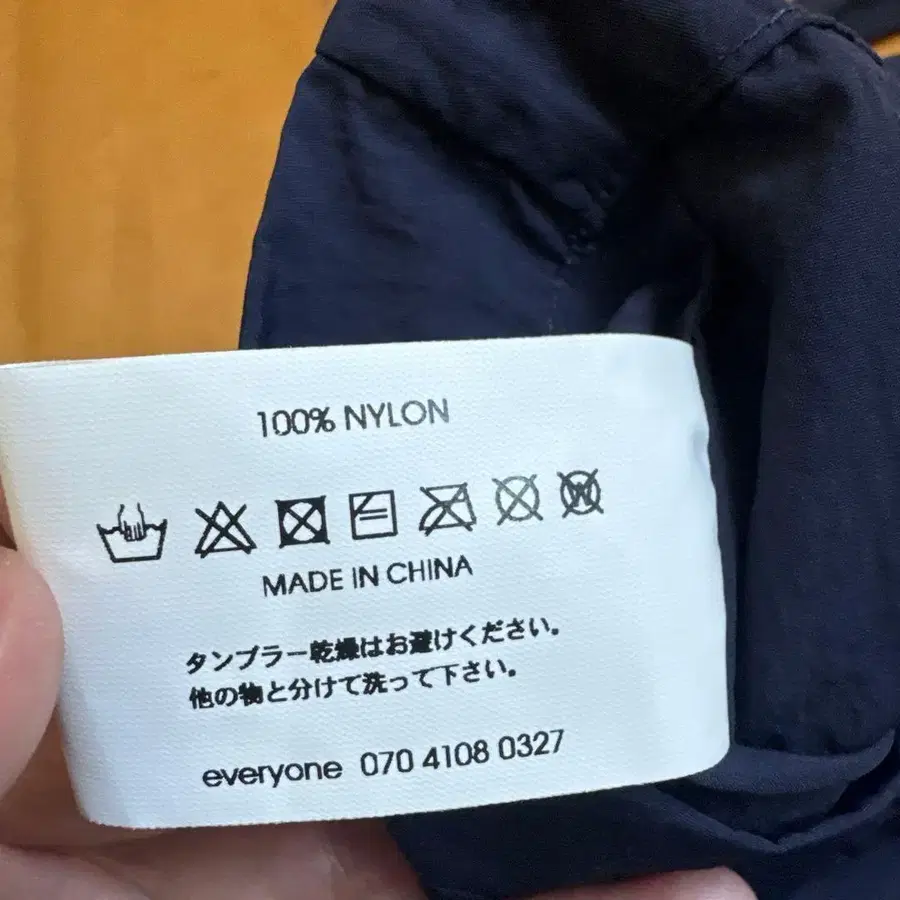 100% NYLON
W
MADE IN CHINA
タンブラー乾燥はお避けください。
他の物と分けて洗って下さい。
everyone 070 4108 0327